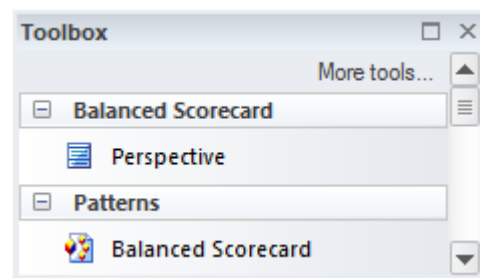 Toolbox
More tools...
Balanced Scorecard
Perspective
Patterns
Balanced Scorecard